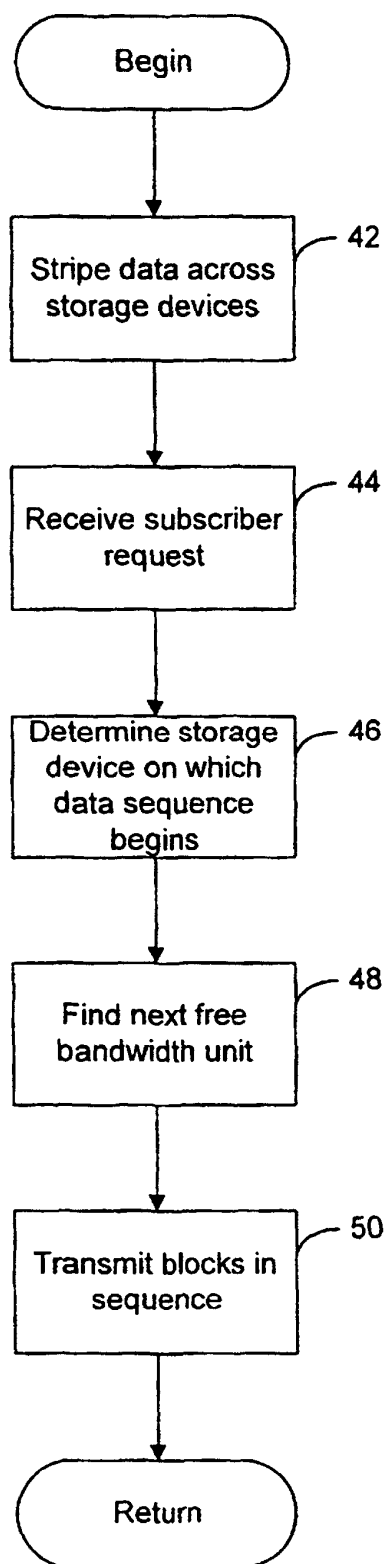 Begin
42
Stripe data across
storage devices
44
Receive subscriber
request
46
Determine storage
device on which
data sequence
begins
48
Find next free
bandwidth unit
50
Transmit blocks in
sequence
Return